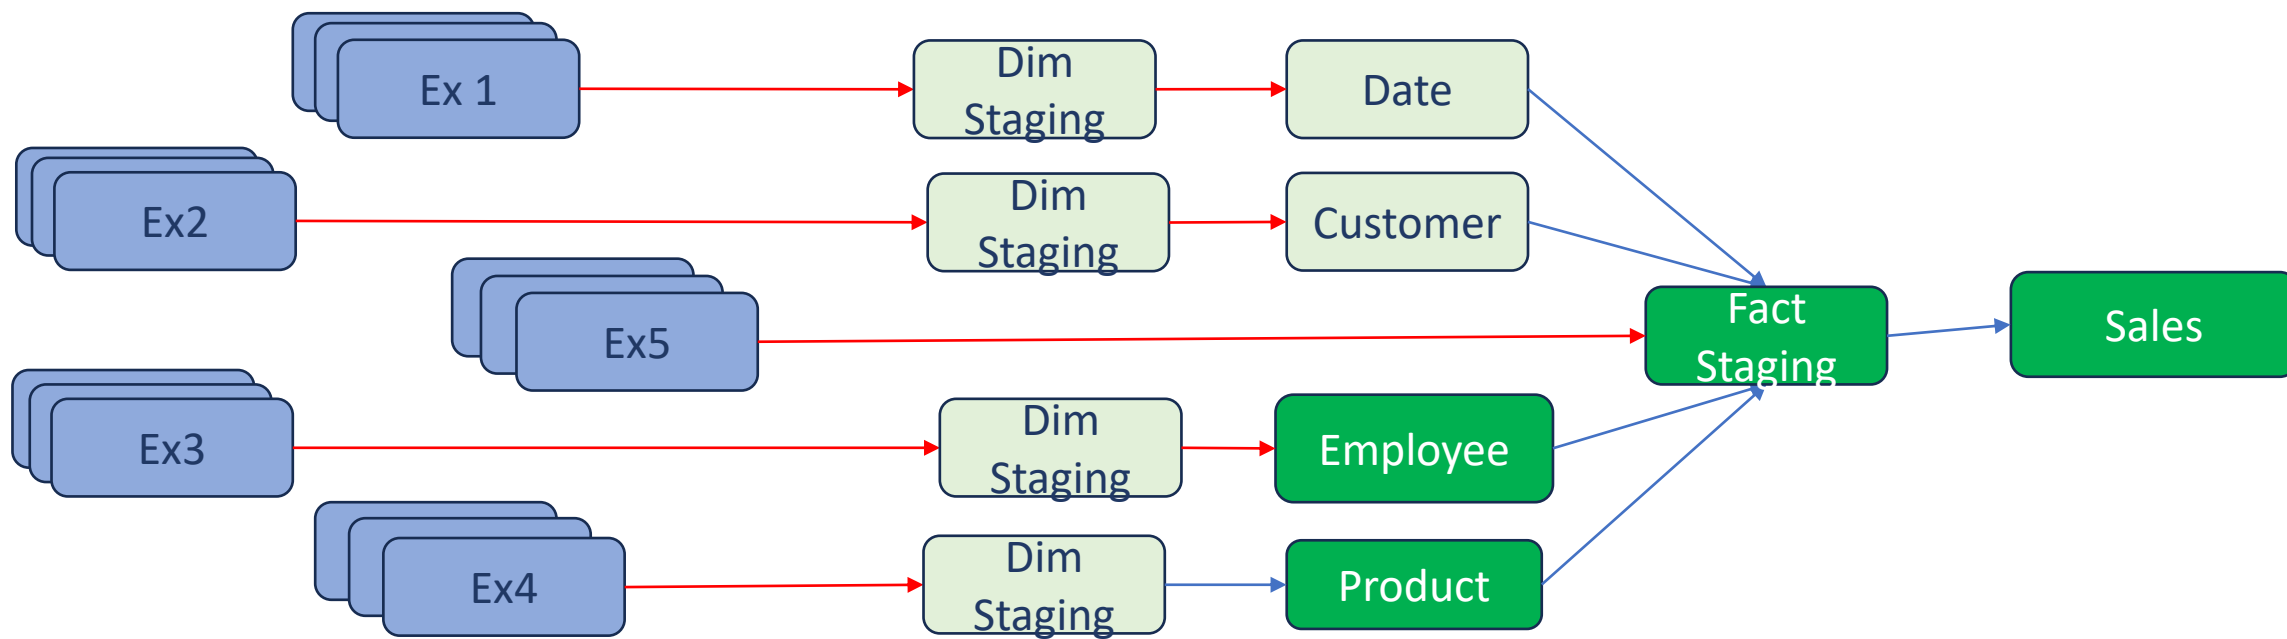 Ex 1
Dim
Staging
Date
Ex2
Dim
Staging
Customer
Ex5
Fact
Staging
Sales
Ex3
Dim
Staging
Employee
Ex4
Dim
Staging
Product